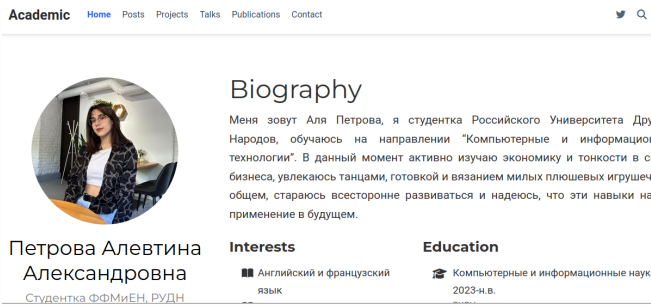 Academic Home Posts Projects Talks Publications Contact
Biography
Меня зовут Аля Петрова, я студентка Российского Университета Дру
Народов, обучаюсь на направлении “Компьютерные и информацион
технологии”. В данный момент активно изучаю экономику и тонкости в с
бизнеса, увлекаюсь танцами, готовкой и вязанием милых плюшевых игрушеч
общем, стараюсь всесторонне развиваться и надеюсь, что эти навыки на
применение в будущем.
Петрова Алевтина
Александровна
Студентка ФФМиЕН, РУДН
Interests
Английский и французский
язык
Education
Компьютерные и информационные наук
2023-н.в.